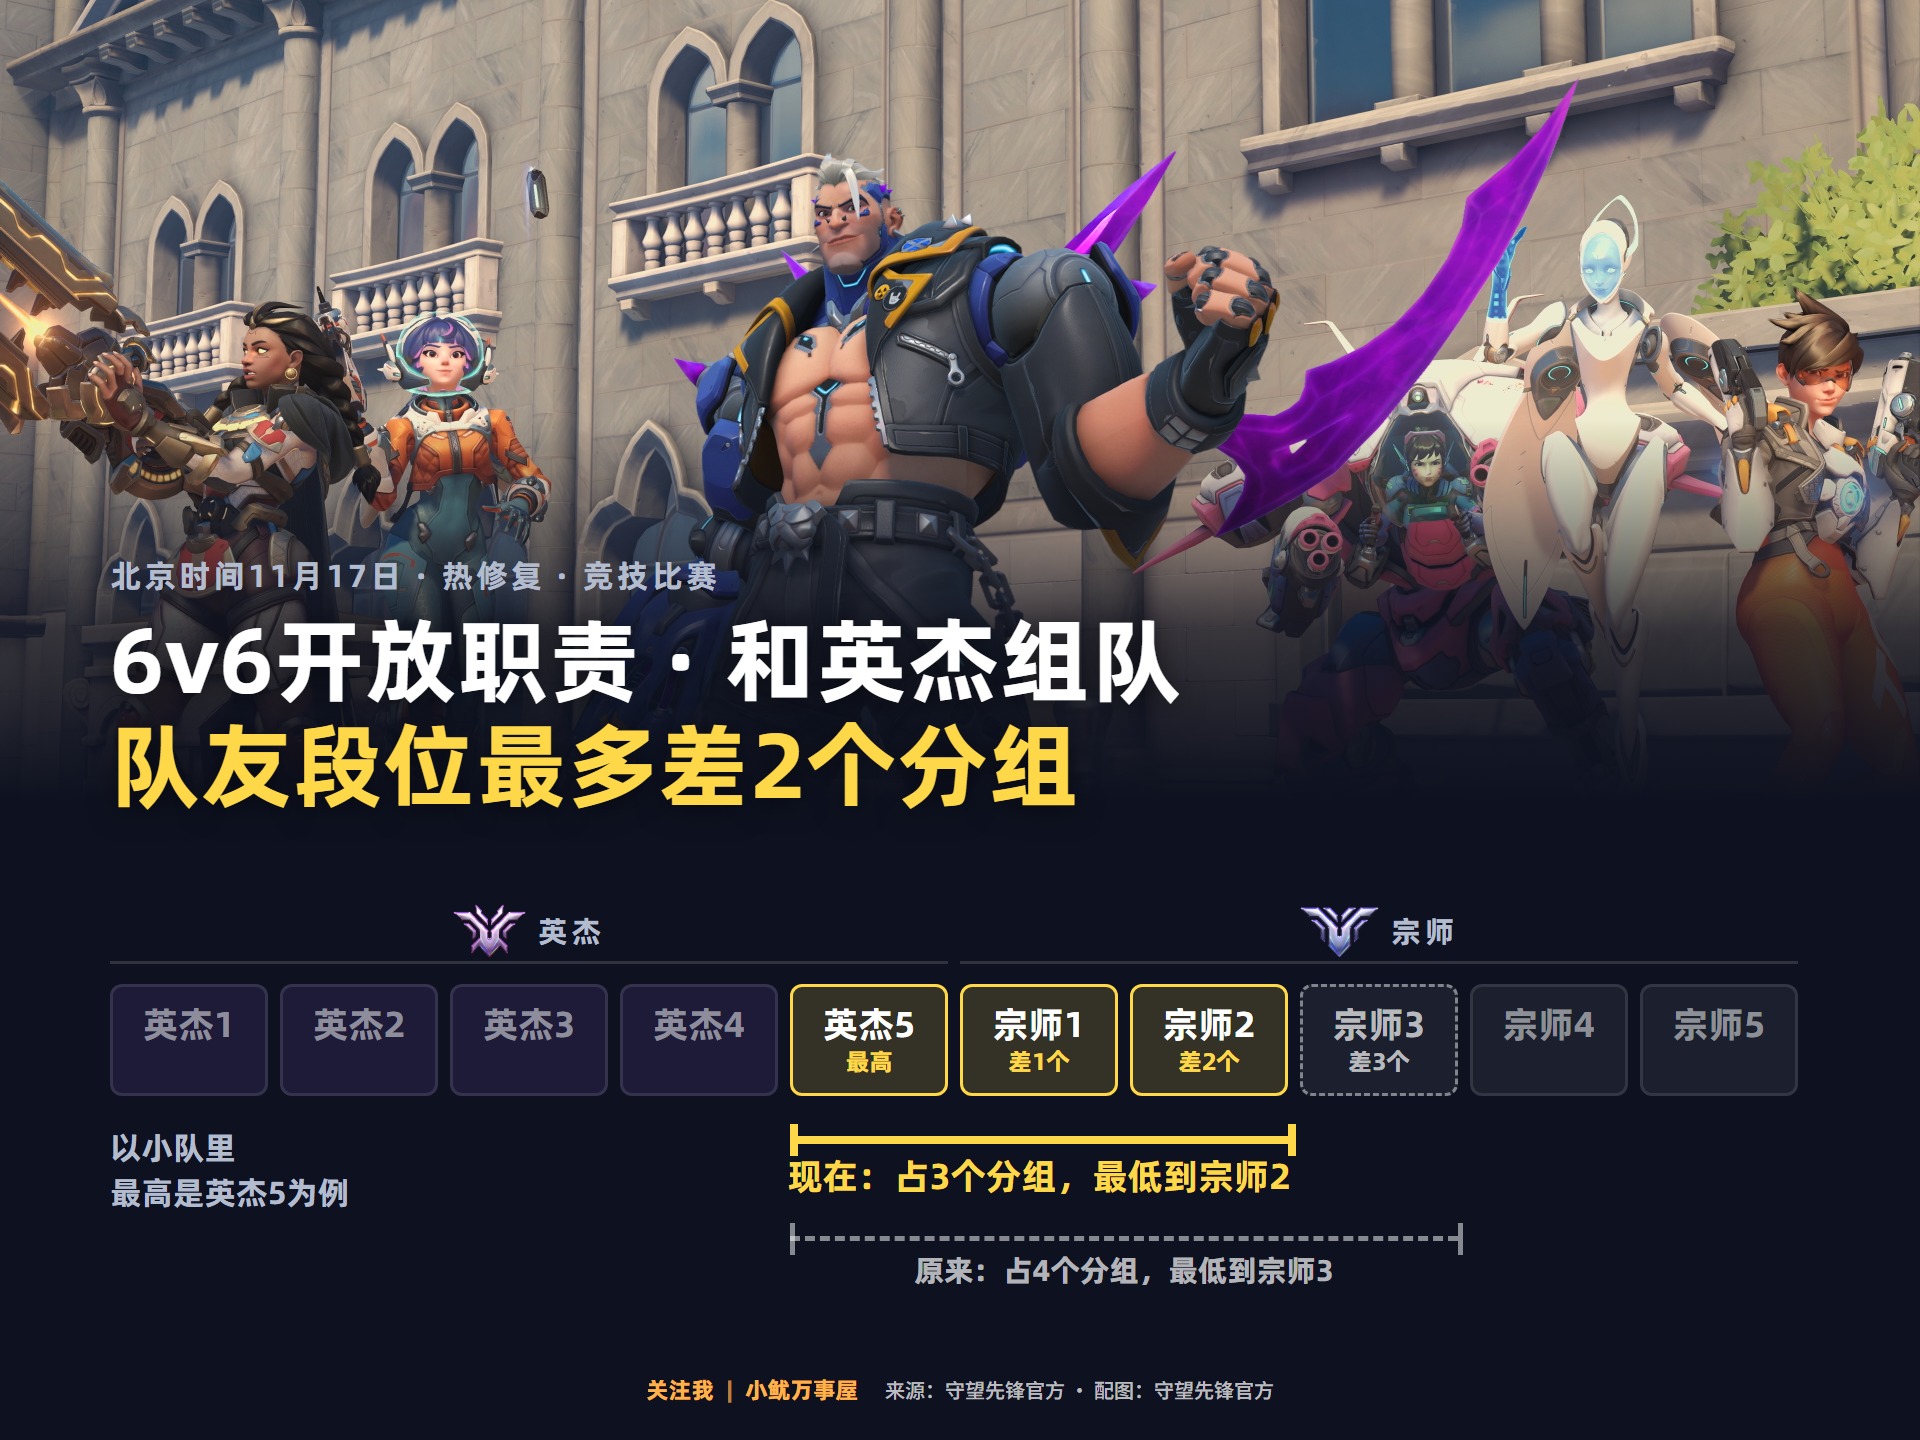 北京时间11月17日 · 热修复 · 竞技比赛
6v6开放职责 · 和英杰组队
队友段位最多差2个分组
英杰
宗师
英杰1
英杰2
英杰3
英杰4
英杰5
最高
宗师1
差1个
宗师2
差2个
宗师3
差3个
宗师4
宗师5
以小队里
最高是英杰5为例
现在：占3个分组，最低到宗师2
原来：占4个分组，最低到宗师3
关注我 | 小鱿万事屋 来源：守望先锋官方 · 配图：守望先锋官方